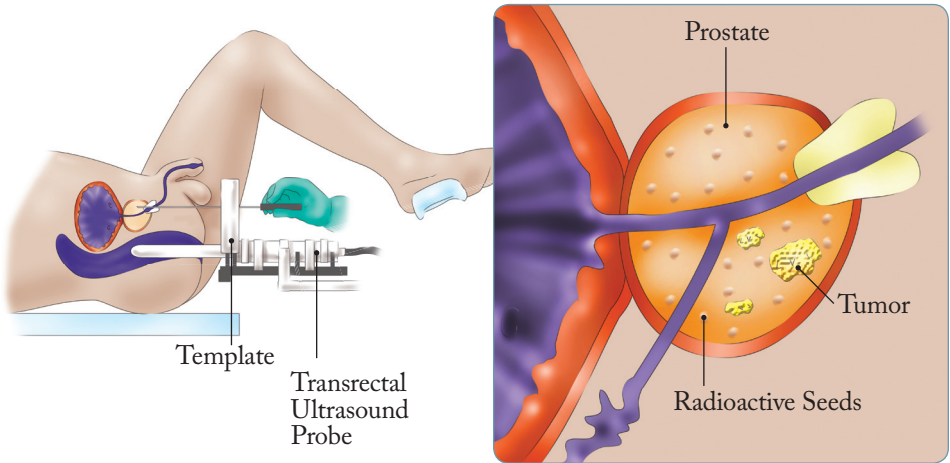 Template
Transrectal
Ultrasound
Probe
Prostate
Tumor
Radioactive Seeds